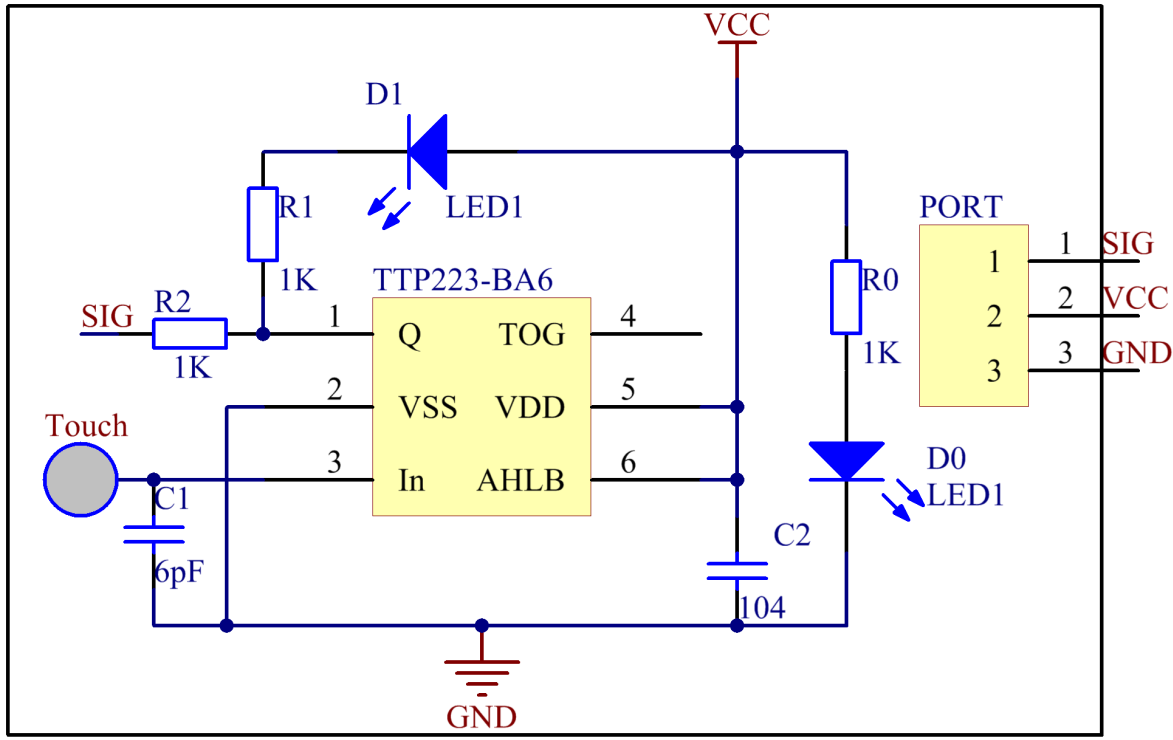 VCC
D1
LED1
R1
1K
PORT
1 1 SIG
2 2 VCC
3 3 GND
TTP223-BA6
R0
1K
SIG R2
1K
1 Q TOG 4
2 VSS VDD 5
3 In AHLB 6
Touch
C1
6pF
D0
LED1
C2
104
GND